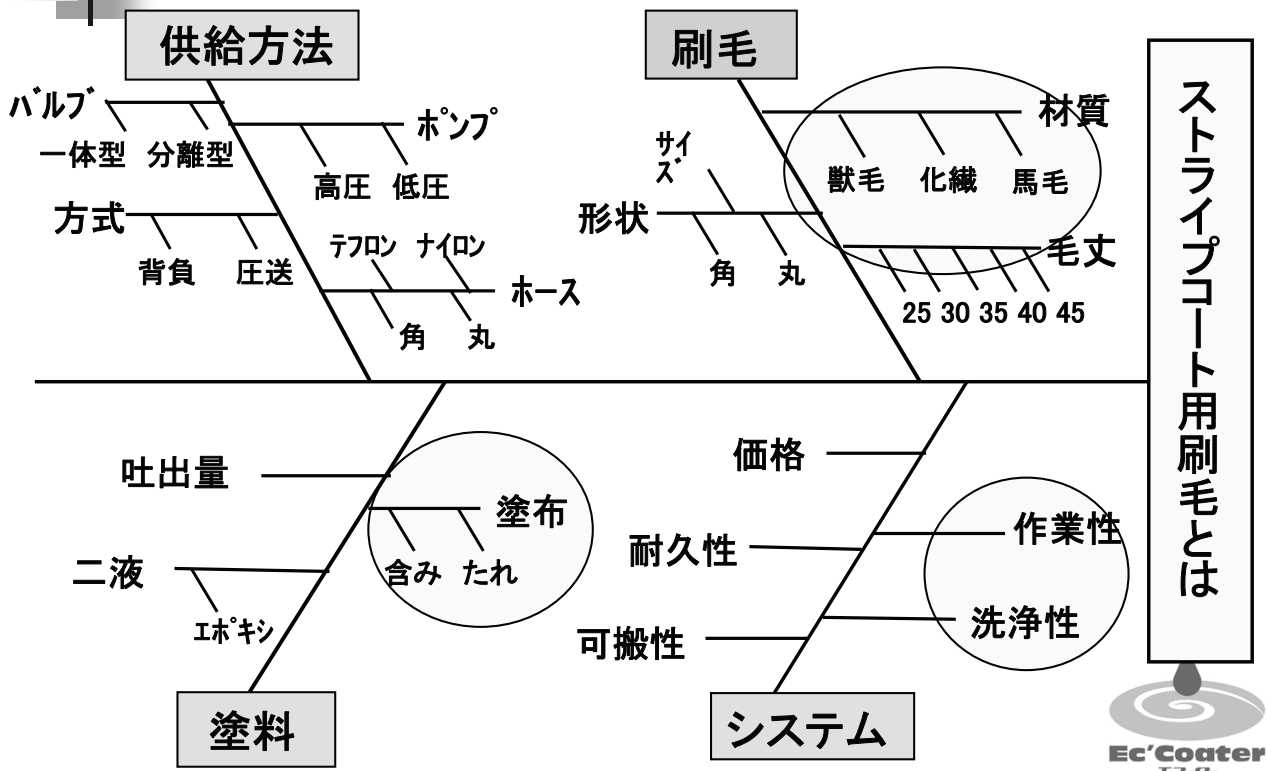 供給方法
バルブ
一体型 分離型
ポンプ
高圧 低圧
方式
背負 圧送
テフロン ナイロン
ホース
角 丸
刷毛
材質
獣毛 化繊 馬毛
サイズ
形状
角 丸
毛丈
25 30 35 40 45
吐出量
塗布
含み たれ
二液
エポキシ
塗料
価格
作業性
耐久性
洗浄性
可搬性
システム
ストライプコート用刷毛とは
Ec'Coater